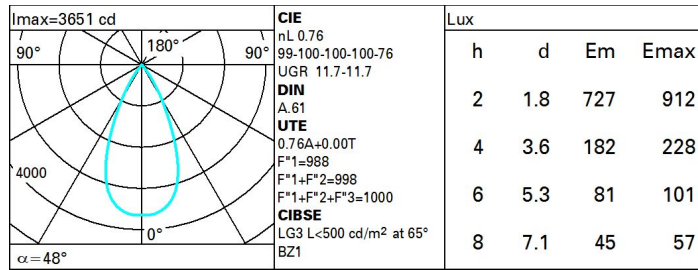 Imax=3651 cd
90°
180°
90°
4000
0°
α=48°
CIE
nL 0.76
99-100-100-100-76
UGR 11.7-11.7
DIN
A.61
UTE
0.76A+0.00T
F"1=988
F"1+F"2=998
F"1+F"2+F"3=1000
CIBSE
LG3 L<500 cd/m² at 65°
BZ1
Lux
h d Em Emax
2 1.8 727 912
4 3.6 182 228
6 5.3 81 101
8 7.1 45 57